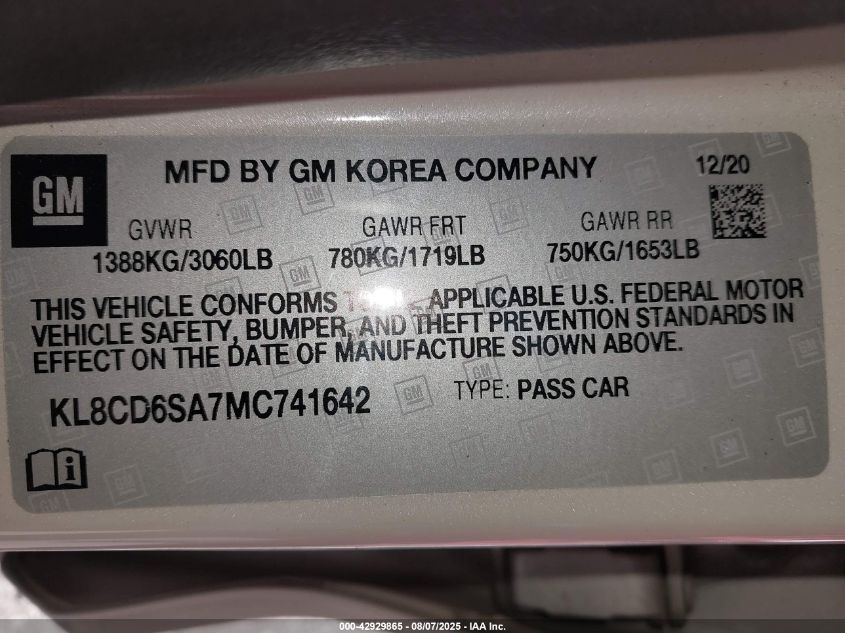 GM
MFD BY GM KOREA COMPANY
12/20
GVWR
GAWR FRT
GAWR RR
1388KG/3060LB
780KG/1719LB
750KG/1653LB
THIS VEHICLE CONFORMS TO ALL APPLICABLE U.S. FEDERAL MOTOR
VEHICLE SAFETY, BUMPER, AND THEFT PREVENTION STANDARDS IN
EFFECT ON THE DATE OF MANUFACTURE SHOWN ABOVE.
KL8CD6SA7MC741642
TYPE: PASS CAR
000-42929865 - 08/07/2025 - IAA Inc.